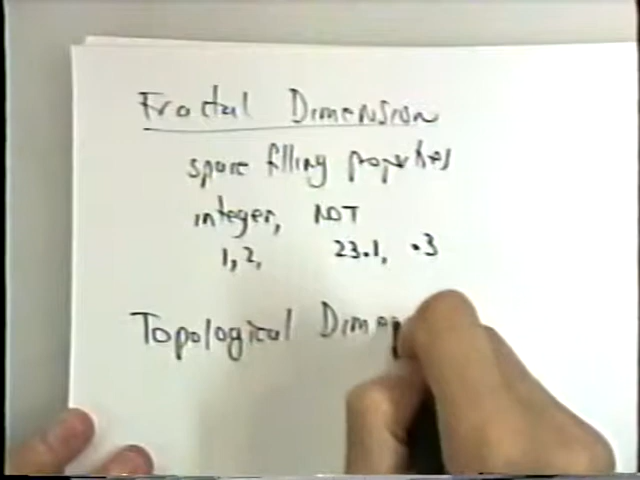 Fractal Dimension
space filling properties
integer, NOT
1, 2, 23.1, .3
Topological Dimen